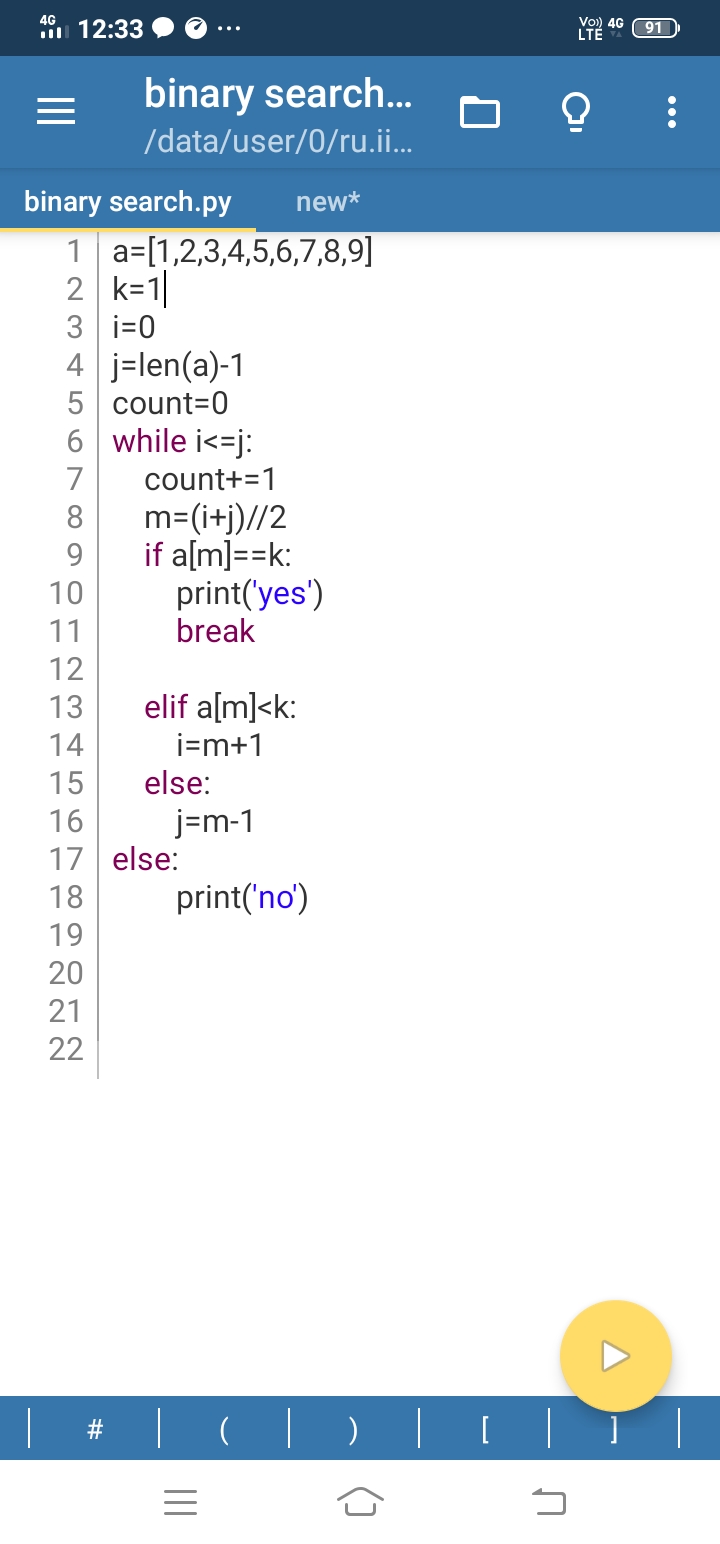 4G 12:33 ... Vo)) LTE 4G 91
binary search...
/data/user/0/ru.ii...
binary search.py new*
1 a=[1,2,3,4,5,6,7,8,9]
2 k=1
3 i=0
4 j=len(a)-1
5 count=0
6 while i<=j:
7 count+=1
8 m=(i+j)//2
9 if a[m]==k:
10 print('yes')
11 break
12
13 elif a[m]<k:
14 i=m+1
15 else:
16 j=m-1
17 else:
18 print('no')
19
20
21
22
# ( ) [ ]